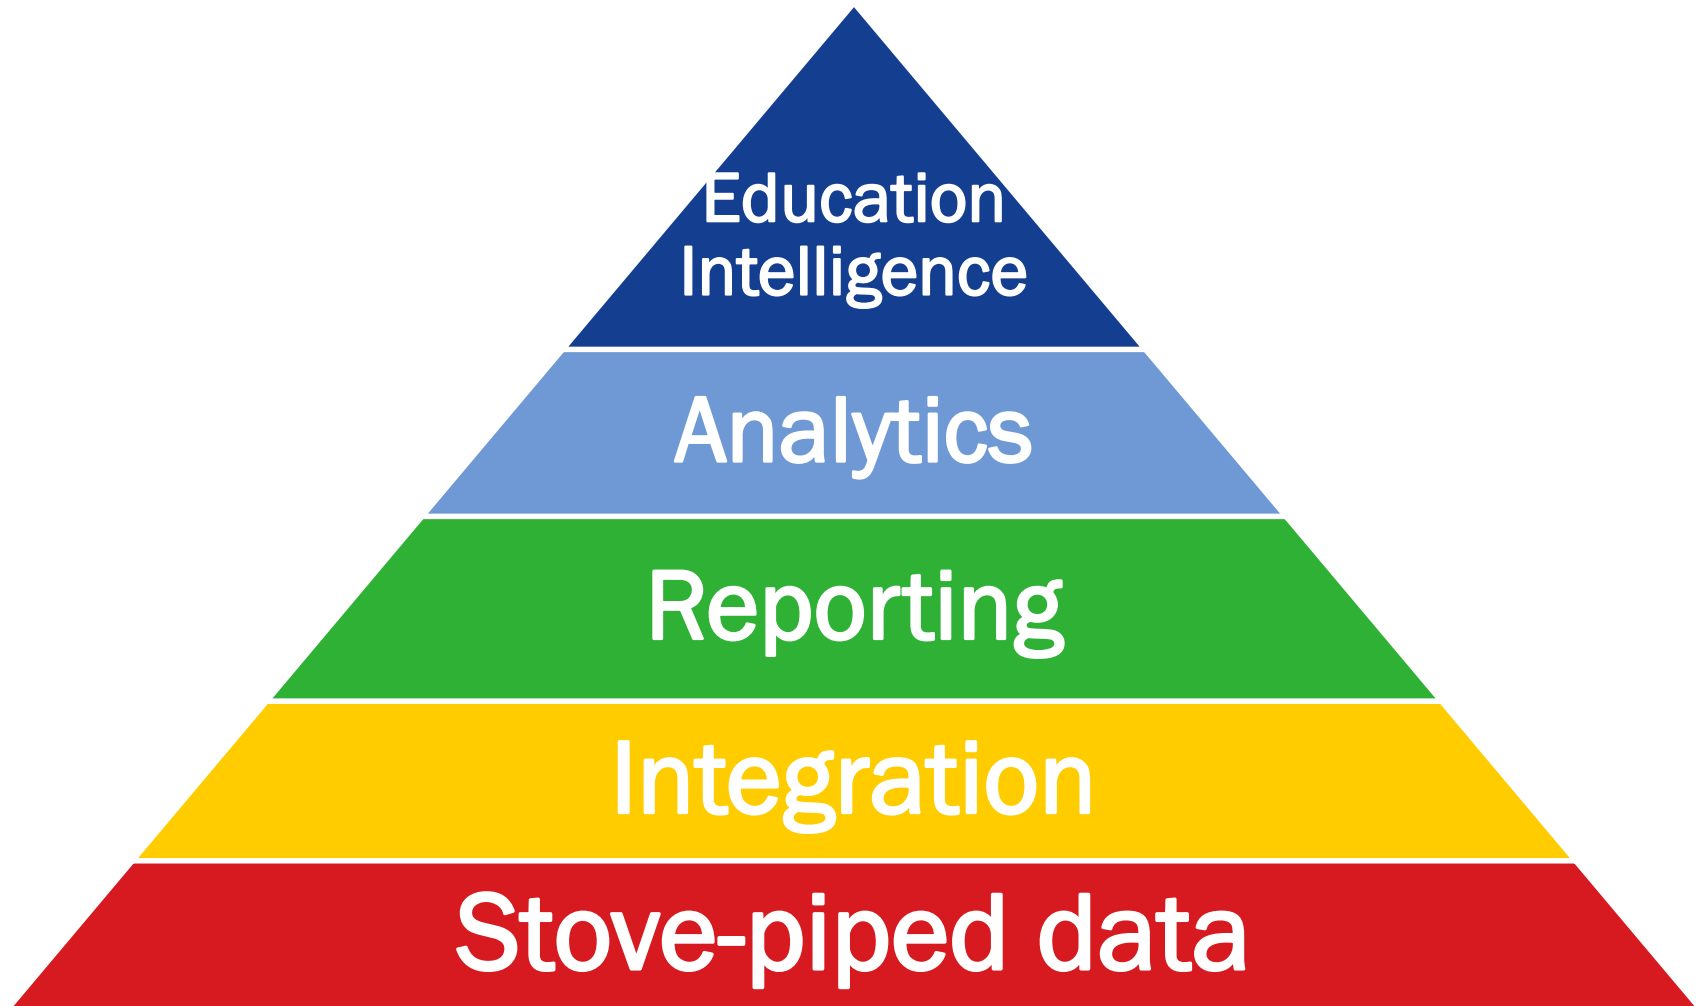 Education
Intelligence
Analytics
Reporting
Integration
Stove-piped data